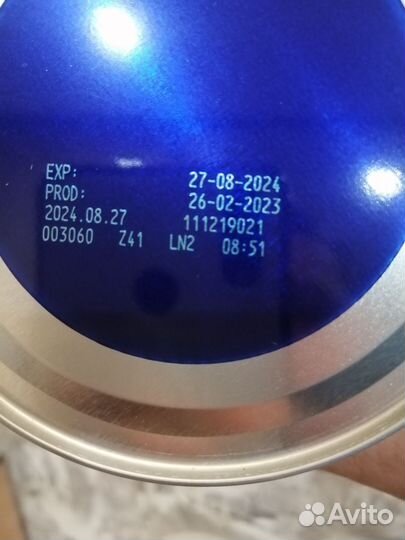 EXP: 27-08-2024
PROD: 26-02-2023
2024.08.27 111219021
003060 Z41 LN2 08:51
Avito